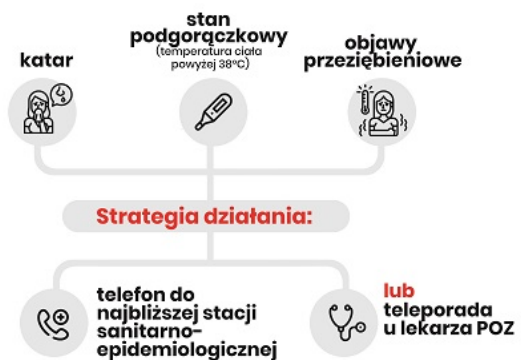 katar
stan
podgorączkowy
(temperatura ciała
powyżej 38°C)
objawy
przeziębieniowe
Strategia działania:
telefon do
najbliższej stacji
sanitarno-
epidemiologicznej
lub
teleporada
u lekarza POZ